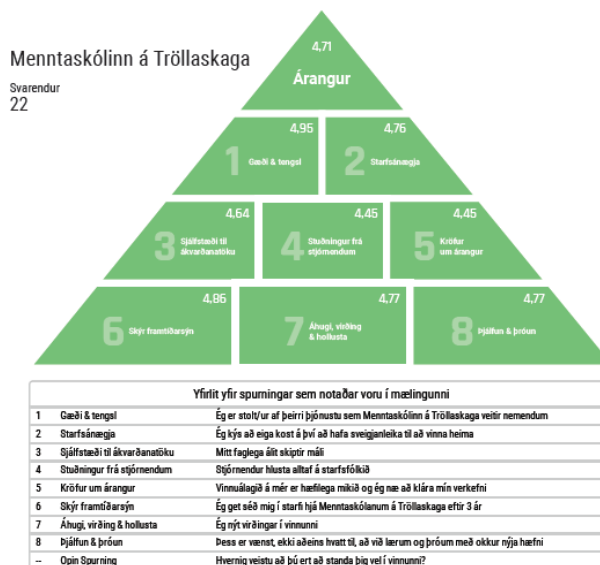 Menntaskólinn á Tröllaskaga
Svarendur
22
4,71
Árangur
4,95
1 Gæði & tengsl
4,76
2 Starfsánægja
4,64
3 Sjálfstæði til
ákvarðanatöku
4,45
4 Stuðningur frá
stjórnendum
4,45
5 Kröfur
um árangur
4,86
6 Skýr framtíðarsýn
4,77
7 Áhugi, virðing
& hollusta
4,77
8 Þjálfun & þróun
Yfirlit yfir spurningar sem notaðar voru í mælingunni
1 Gæði & tengsl Ég er stolt/ur af þeirri þjónustu sem Menntaskólinn á Tröllaskaga veitir nemendum
2 Starfsánægja Ég kýs að eiga kost á því að hafa sveigjanleika til að vinna heima
3 Sjálfstæði til ákvarðanatöku Mitt faglega álit skiptir máli
4 Stuðningur frá stjórnendum Stjórnendur hlusta alltaf á starfsfólkið
5 Kröfur um árangur Vinnuálagið á mér er hæfilega mikið og ég næ að klára mín verkefni
6 Skýr framtíðarsýn Ég get séð mig í starfi hjá Menntaskólanum á Tröllaskaga eftir 3 ár
7 Áhugi, virðing & hollusta Ég nýt virðingar í vinnunni
8 Þjálfun & þróun Þess er vænst, ekki aðeins hvatt til, að við lærum og þróum með okkur nýja hæfni
-- Opin Spurning Hvernig veistu að þú ert að standa þig vel í vinnunni?